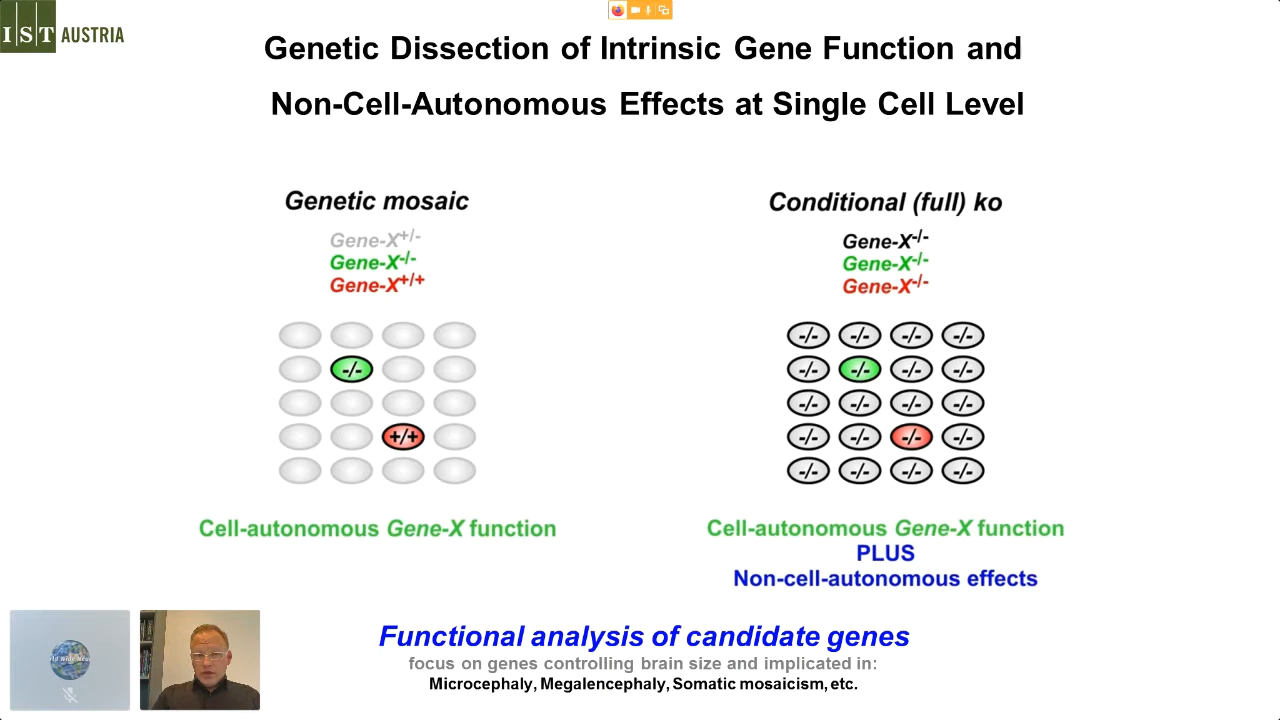 IST AUSTRIA
Genetic Dissection of Intrinsic Gene Function and
Non-Cell-Autonomous Effects at Single Cell Level
Genetic mosaic
Gene-X+/-
Gene-X-/-
Gene-X+/+
-/-
+/+
Cell-autonomous Gene-X function
Conditional (full) ko
Gene-X-/-
Gene-X-/-
Gene-X-/-
-/- -/- -/- -/-
-/- -/- -/- -/-
-/- -/- -/- -/-
-/- -/- -/- -/-
-/- -/- -/- -/-
Cell-autonomous Gene-X function
PLUS
Non-cell-autonomous effects
Functional analysis of candidate genes
focus on genes controlling brain size and implicated in:
Microcephaly, Megalencephaly, Somatic mosaicism, etc.